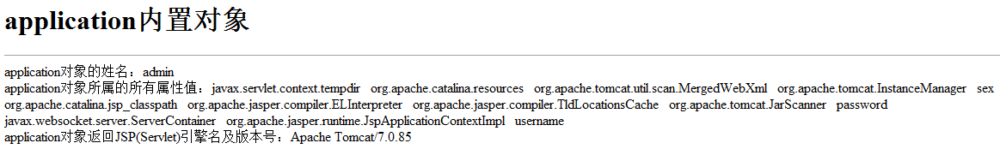 application内置对象
application对象的姓名：admin
application对象所属的所有属性值：javax.servlet.context.tempdir org.apache.catalina.resources org.apache.tomcat.util.scan.MergedWebXml org.apache.tomcat.InstanceManager sex
org.apache.catalina.jsp_classpath org.apache.jasper.compiler.ELInterpreter org.apache.jasper.compiler.TldLocationsCache org.apache.tomcat.JarScanner password
javax.websocket.server.ServerContainer org.apache.jasper.runtime.JspApplicationContextImpl username
application对象返回JSP(Servlet)引擎名及版本号：Apache Tomcat/7.0.85